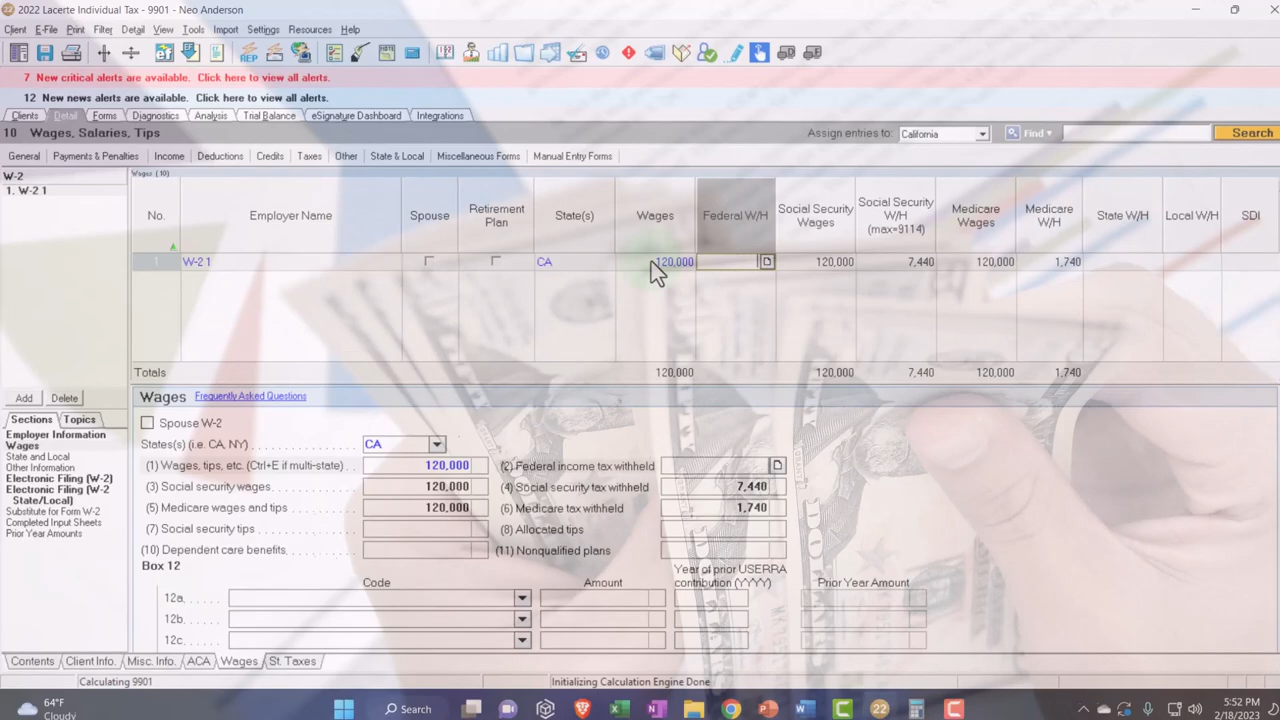 2022 Lacerte Individual Tax - 9901 - Neo Anderson
Client E-File Print Filter Detail View Tools Import Settings Resources Help
7 New critical alerts are available. Click here to view all alerts.
12 New news alerts are available. Click here to view all alerts.
Clients Detail Forms Diagnostics Analysis Trial Balance eSignature Dashboard Integrations
10 Wages, Salaries, Tips Assign entries to: California Find Search
General Payments & Penalties Income Deductions Credits Taxes Other State & Local Miscellaneous Forms Manual Entry Forms
W-2 Wages (10)
1. W-2 1
No. Employer Name Spouse Retirement Plan State(s) Wages Federal W/H Social Security Wages Social Security W/H (max=9114) Medicare Wages Medicare W/H State W/H Local W/H SDI
1 W-2 1 CA 120,000 120,000 7,440 120,000 1,740
Totals 120,000 120,000 7,440 120,000 1,740
Add Delete
Sections Topics
Employer Information
Wages
State and Local
Other Information
Electronic Filing (W-2)
Electronic Filing (W-2
State/Local)
Substitute for Form W-2
Completed Input Sheets
Prior Year Amounts
Wages Frequently Asked Questions
Spouse W-2
States(s) (i.e. CA, NY) . . . . . . . . . . CA
(1) Wages, tips, etc. (Ctrl+E if multi-state) . . . 120,000 (2) Federal income tax withheld
(3) Social security wages. 120,000 (4) Social security tax withheld 7,440
(5) Medicare wages and tips 120,000 (6) Medicare tax withheld 1,740
(7) Social security tips (8) Allocated tips
(10) Dependent care benefits. (11) Nonqualified plans
Box 12
Code Amount Year of prior USERRA contribution (YYYY) Prior Year Amount
12a.
12b.
12c.
Contents Client Info. Misc. Info. ACA Wages St. Taxes
Calculating 9901 Initializing Calculation Engine Done
64°F
Cloudy
Search
5:52 PM
2/18/2023